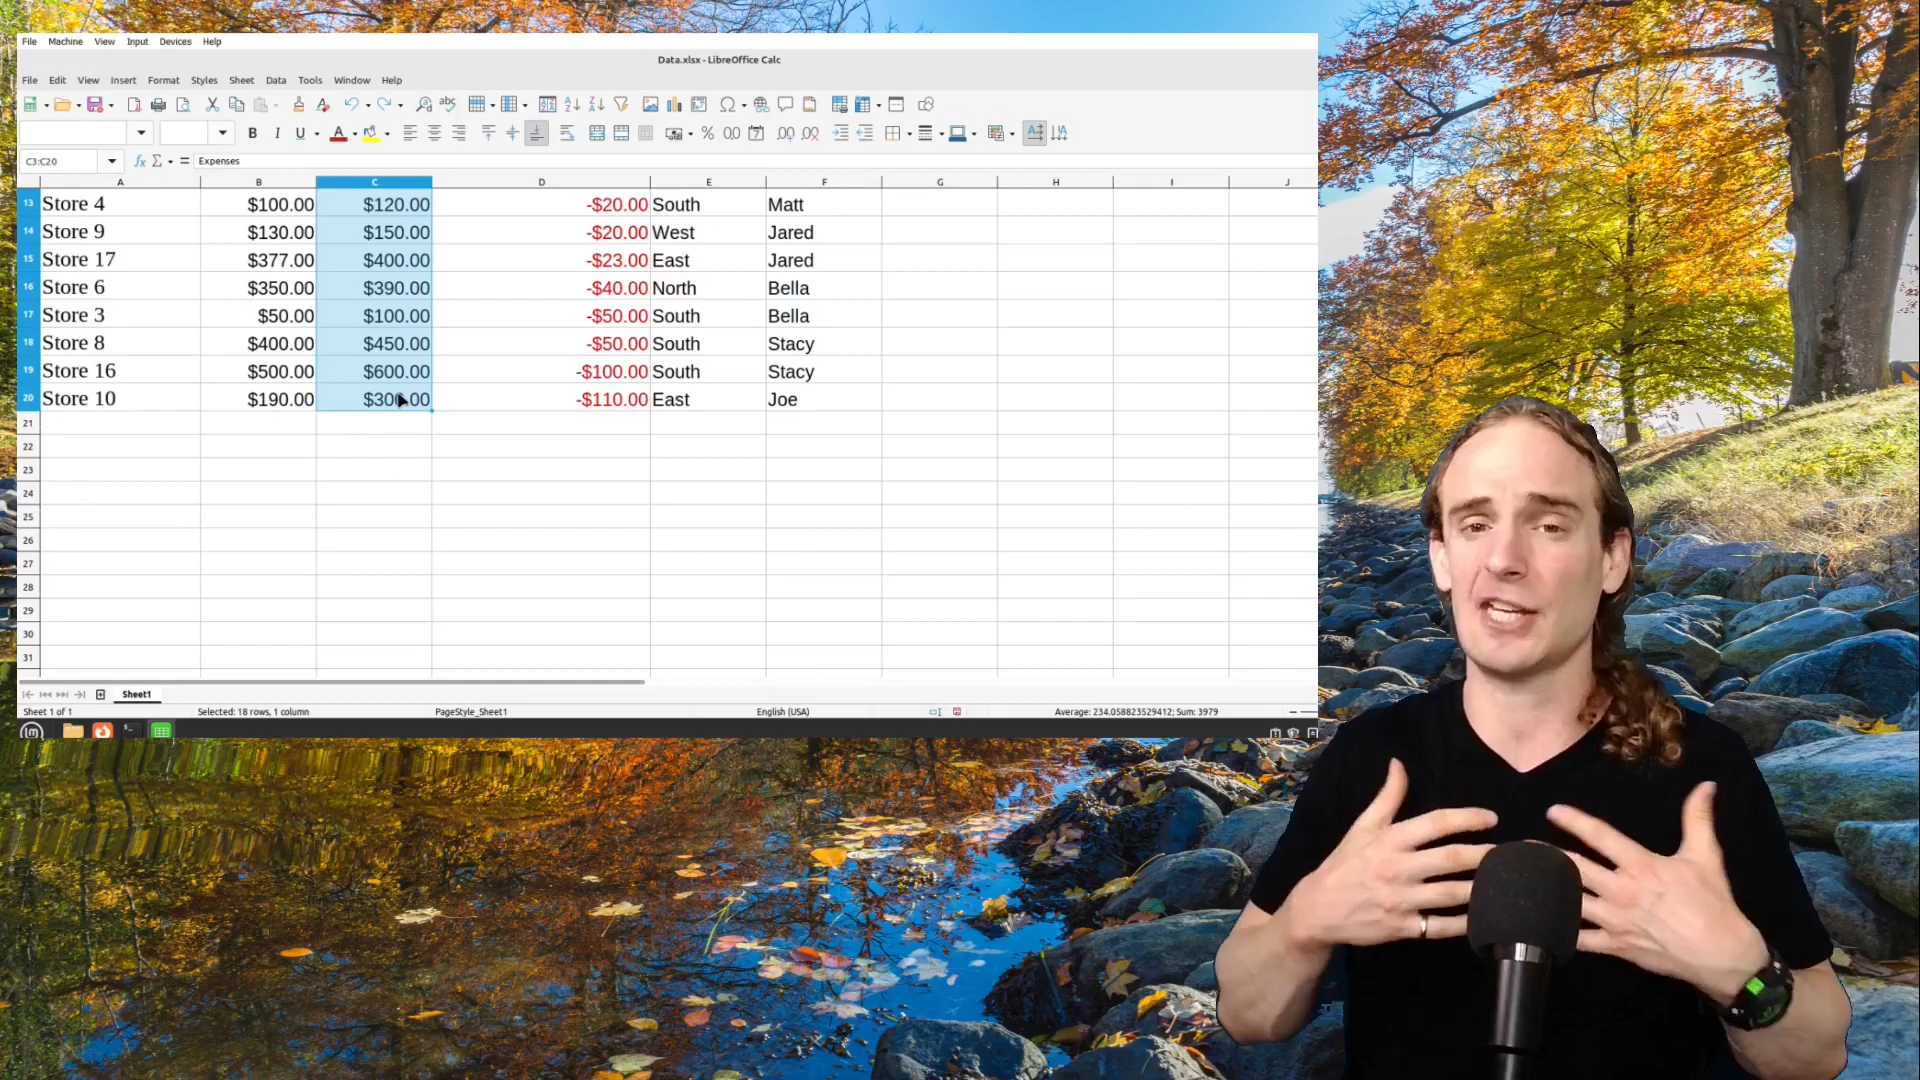 File Machine View Input Devices Help
Data.xlsx - LibreOffice Calc
File Edit View Insert Format Styles Sheet Data Tools Window Help
C3:C20 Expenses
A B C D E F G H I J
13 Store 4 $100.00 $120.00 -$20.00 South Matt
14 Store 9 $130.00 $150.00 -$20.00 West Jared
15 Store 17 $377.00 $400.00 -$23.00 East Jared
16 Store 6 $350.00 $390.00 -$40.00 North Bella
17 Store 3 $50.00 $100.00 -$50.00 South Bella
18 Store 8 $400.00 $450.00 -$50.00 South Stacy
19 Store 16 $500.00 $600.00 -$100.00 South Stacy
20 Store 10 $190.00 $300.00 -$110.00 East Joe
21
22
23
24
25
26
27
28
29
30
31
Sheet1
Sheet 1 of 1 Selected: 18 rows, 1 column PageStyle_Sheet1 English (USA) Average: 234.058823529412; Sum: 3979